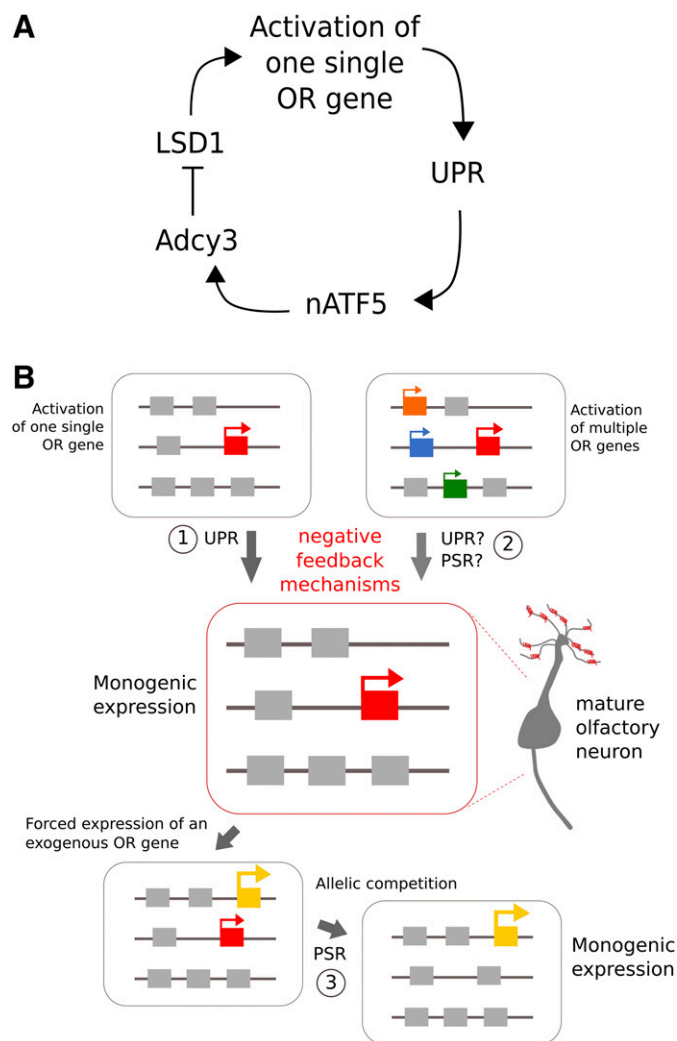 A
Activation of
one single
OR gene
LSD1
UPR
Adcy3
nATF5
B
Activation
of one single
OR gene
Activation
of multiple
OR genes
1 UPR
negative
feedback
mechanisms
UPR?
PSR?
2
Monogenic
expression
mature
olfactory
neuron
Forced expression of an
exogenous OR gene
Allelic competition
PSR
3
Monogenic
expression